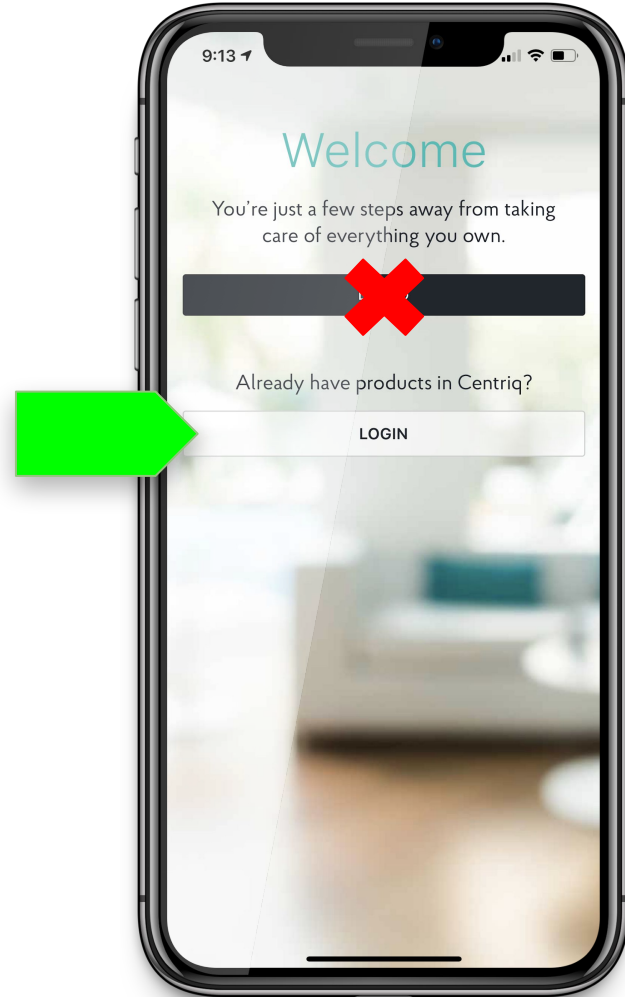 9:13
Welcome
You're just a few steps away from taking
care of everything you own.
Already have products in Centriq?
LOGIN